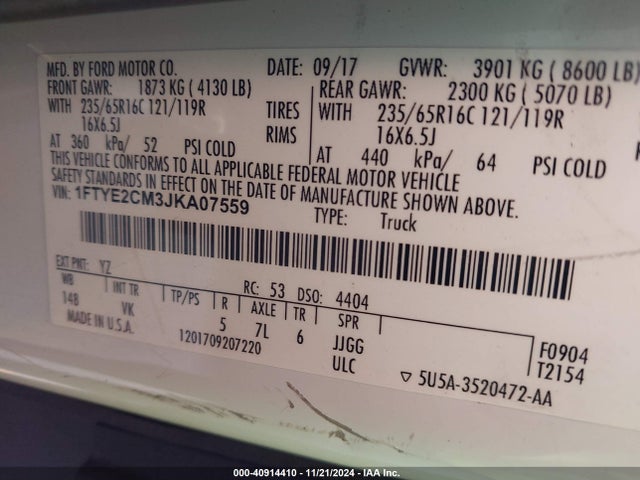 MFD. BY FORD MOTOR CO. DATE: 09/17 GVWR: 3901 KG ( 8600 LB)
FRONT GAWR: 1873 KG ( 4130 LB) REAR GAWR: 2300 KG ( 5070 LB)
WITH 235/65R16C 121/119R TIRES WITH 235/65R16C 121/119R
16X6.5J RIMS 16X6.5J
AT 360 kPa/ 52 PSI COLD AT 440 kPa/ 64 PSI COLD
THIS VEHICLE CONFORMS TO ALL APPLICABLE FEDERAL MOTOR VEHICLE
SAFETY STANDARDS IN EFFECT ON THE DATE OF MANUFACTURE SHOWN ABOVE.
VIN: 1FTYE2CM3JKA07559 TYPE: Truck
EXT PNT: YZ RC: 53 DSO: 4404
WB INT TR TP/PS R AXLE TR SPR
148 VK 5 7L 6 JJGG F0904
MADE IN U.S.A. 1201709207220 ULC T2154
5U5A-3520472-AA
000-40914410 - 11/21/2024 - IAA Inc.